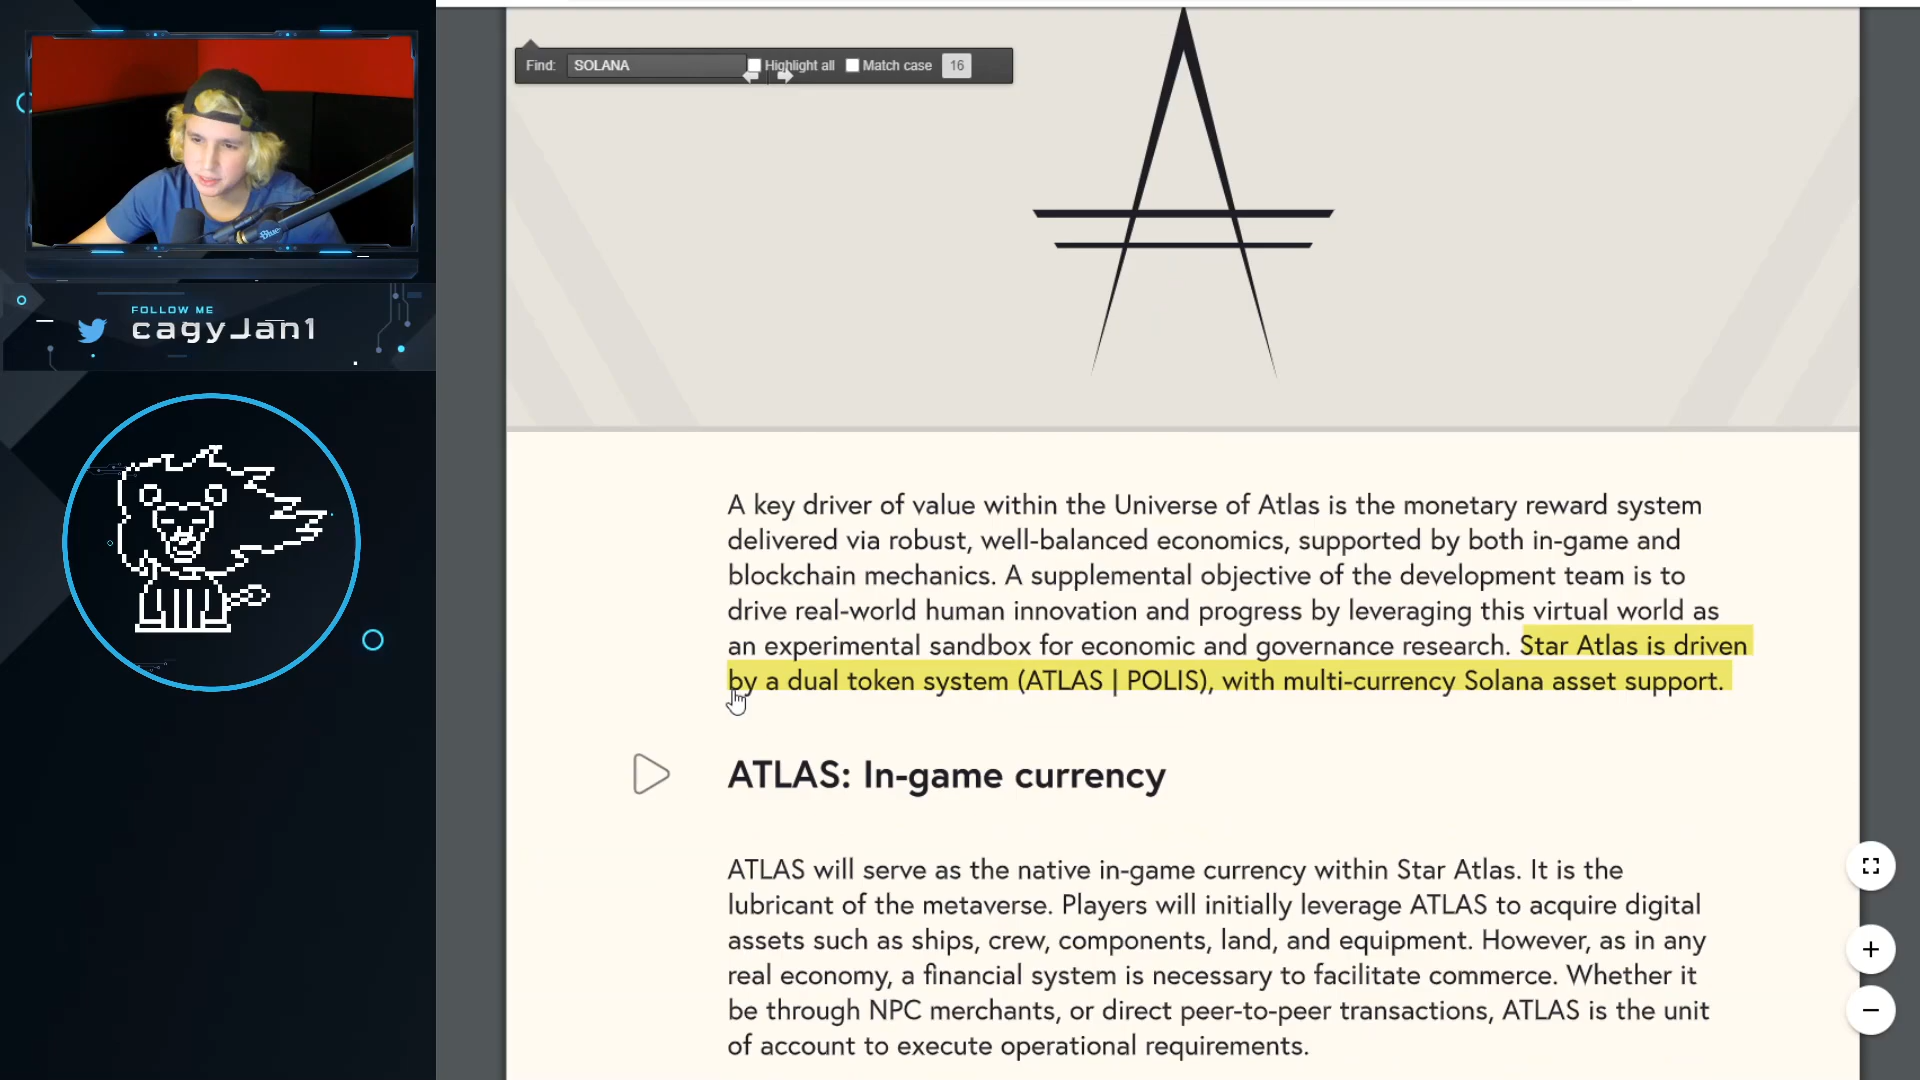 Find: SOLANA Highlight all Match case 16
Blue
FOLLOW ME
cagyJan1
A key driver of value within the Universe of Atlas is the monetary reward system
delivered via robust, well-balanced economics, supported by both in-game and
blockchain mechanics. A supplemental objective of the development team is to
drive real-world human innovation and progress by leveraging this virtual world as
an experimental sandbox for economic and governance research. Star Atlas is driven
by a dual token system (ATLAS | POLIS), with multi-currency Solana asset support.
ATLAS: In-game currency
ATLAS will serve as the native in-game currency within Star Atlas. It is the
lubricant of the metaverse. Players will initially leverage ATLAS to acquire digital
assets such as ships, crew, components, land, and equipment. However, as in any
real economy, a financial system is necessary to facilitate commerce. Whether it
be through NPC merchants, or direct peer-to-peer transactions, ATLAS is the unit
of account to execute operational requirements.